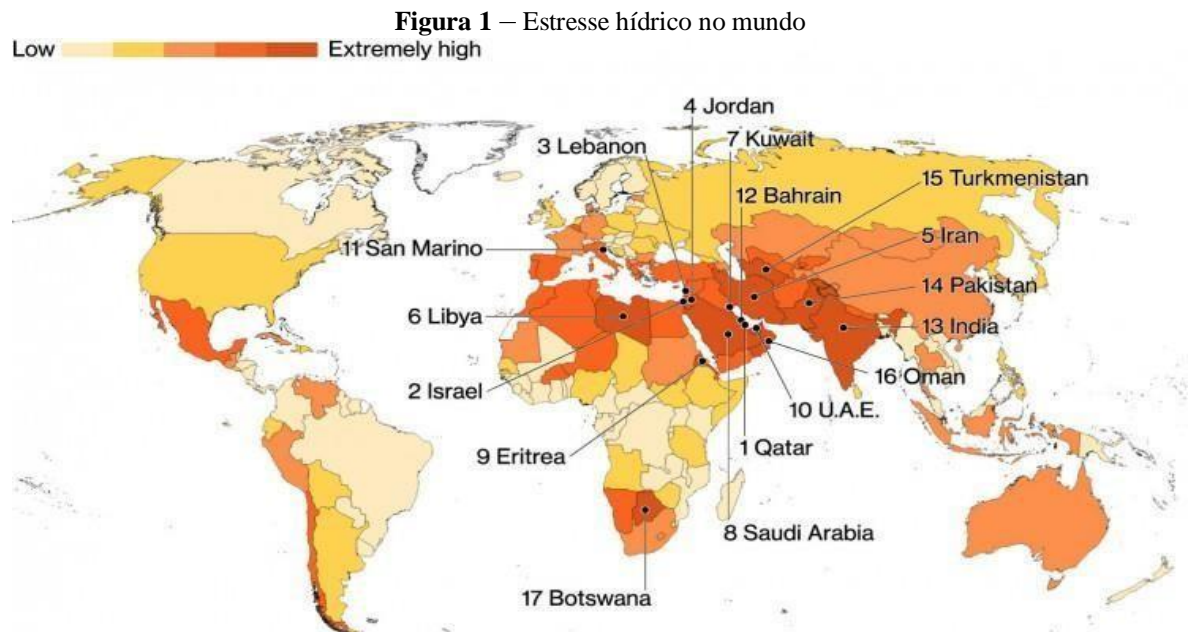 Figura 1 – Estresse hídrico no mundo
Low Extremely high
4 Jordan
7 Kuwait
3 Lebanon
12 Bahrain
15 Turkmenistan
11 San Marino
5 Iran
14 Pakistan
6 Libya
13 India
16 Oman
2 Israel
10 U.A.E.
1 Qatar
9 Eritrea
8 Saudi Arabia
17 Botswana